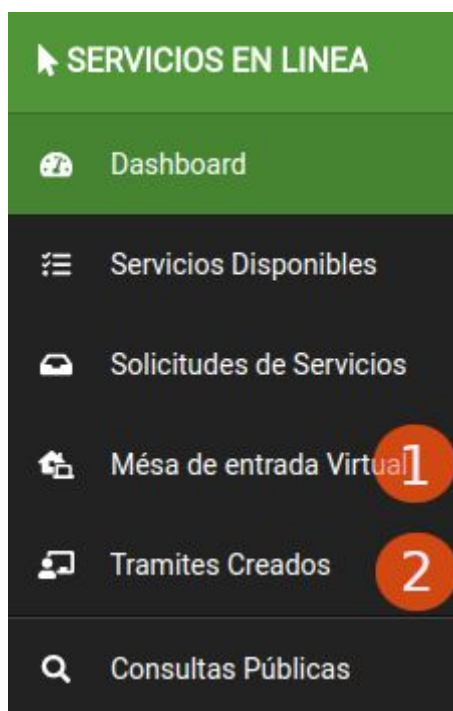 SERVICIOS EN LINEA
Dashboard
Servicios Disponibles
Solicitudes de Servicios
Mésa de entrada Virtual 1
Tramites Creados 2
Consultas Públicas